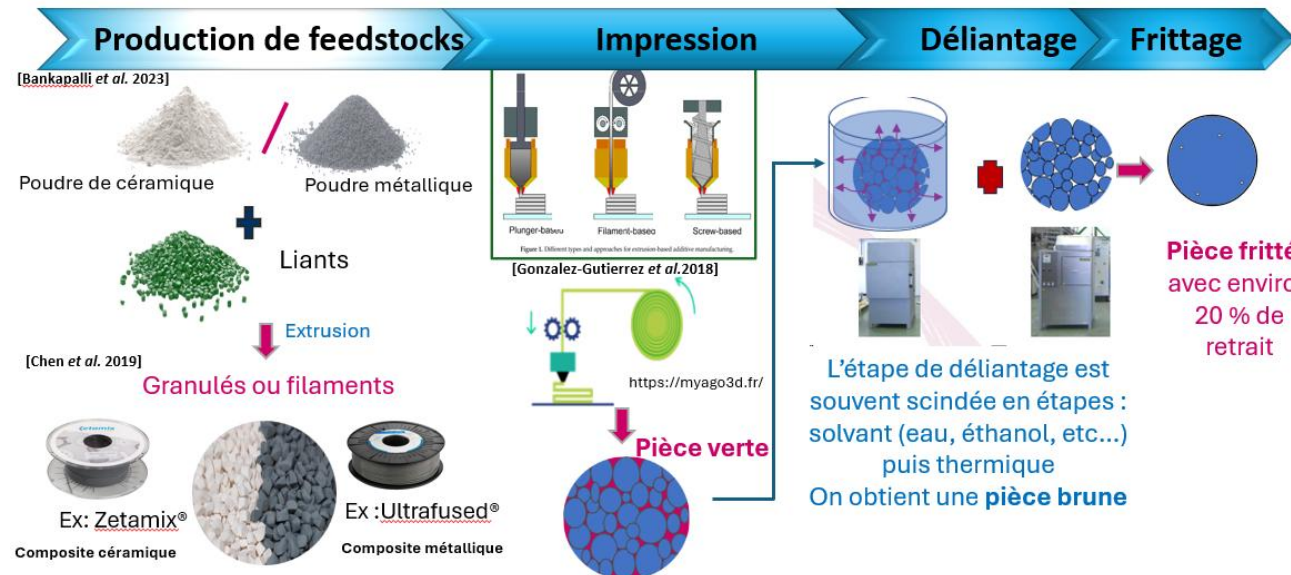 Production de feedstocks
Impression
Déliantage
Frittage
[Bankapalli et al. 2023]
Poudre de céramique
Poudre métallique
Liants
Extrusion
[Chen et al. 2019]
Granulés ou filaments
zetamix
Ex: Zetamix®
Composite céramique
Ex :Ultrafused®
Composite métallique
Plunger-based
Filament-based
Screw-based
Figure 1. Different types and approaches for extrusion-based additive manufacturing.
[Gonzalez-Gutierrez et al.2018]
https://myago3d.fr/
Pièce verte
L'étape de déliantage est
souvent scindée en étapes :
solvant (eau, éthanol, etc...)
puis thermique
On obtient une pièce brune
Pièce fritté
avec enviro
20 % de
retrait